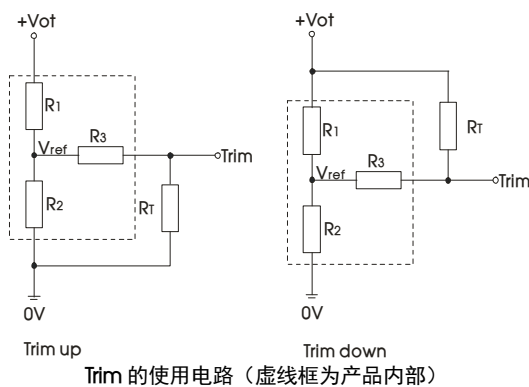 +Vot
R1
R3
Vref
Trim
R2
RT
0V
Trim up
+Vot
R1
RT
R3
Vref
Trim
R2
0V
Trim down
Trim 的使用电路（虚线框为产品内部）